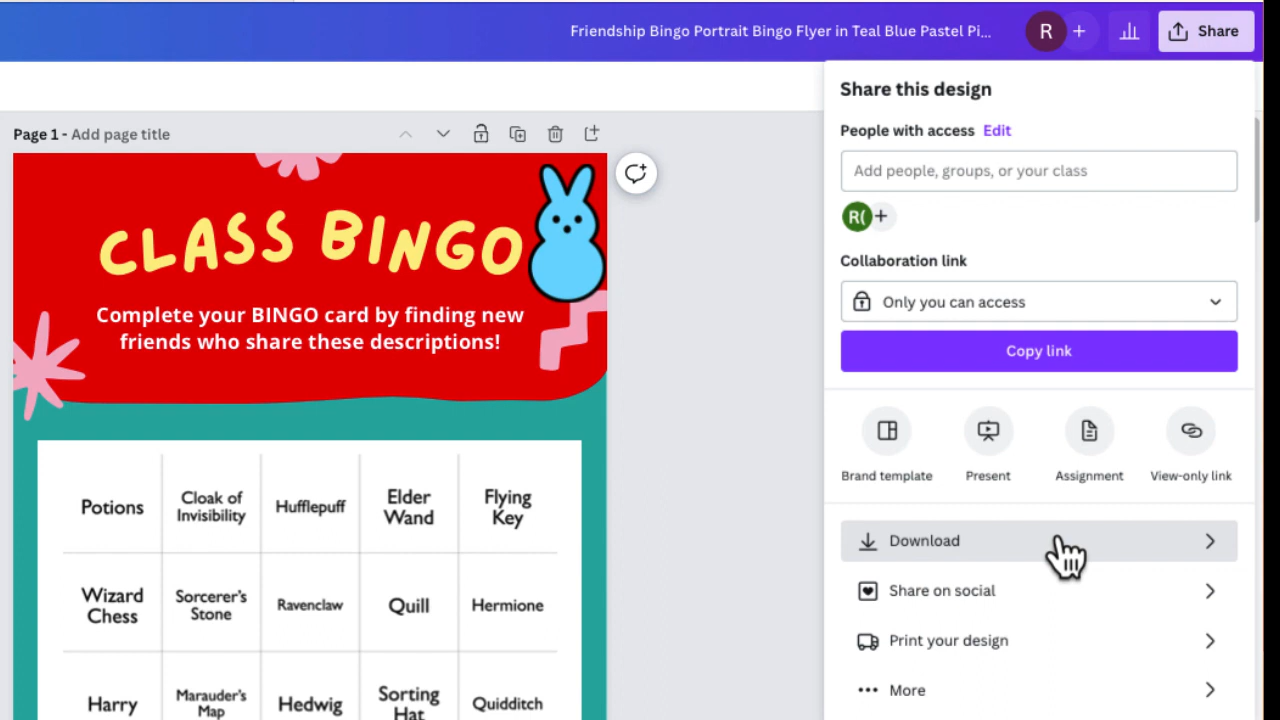 Friendship Bingo Portrait Bingo Flyer in Teal Blue Pastel Pi...
R
+
Share
Page 1 - Add page title
CLASS BINGO
Complete your BINGO card by finding new
friends who share these descriptions!
Potions
Cloak of
Invisibility
Hufflepuff
Elder
Wand
Flying
Key
Wizard
Chess
Sorcerer's
Stone
Ravenclaw
Quill
Hermione
Harry
Marauder's
Map
Hedwig
Sorting
Hat
Quidditch
Share this design
People with access Edit
Add people, groups, or your class
R(
+
Collaboration link
Only you can access
Copy link
Brand template
Present
Assignment
View-only link
Download
Share on social
Print your design
More